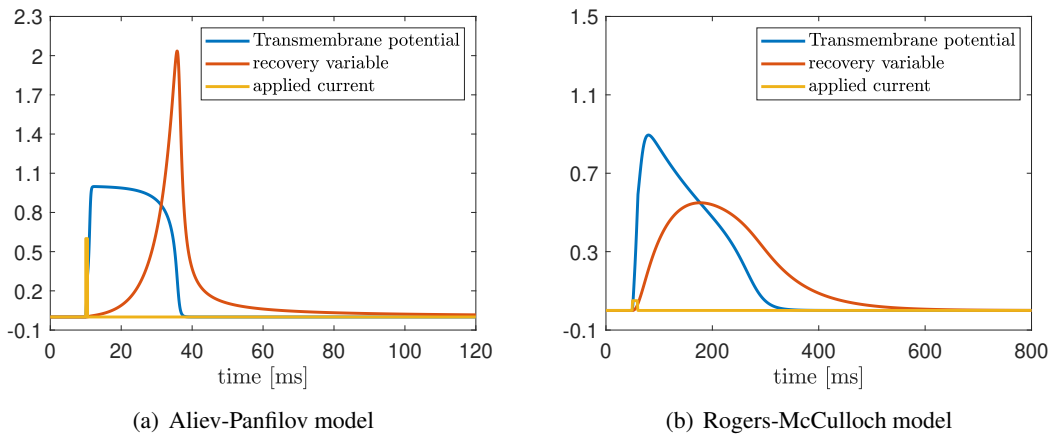 2.3
2
1.7
1.4
1.1
0.8
0.5
0.2
-0.1
0 20 40 60 80 100 120
time [ms]
Transmembrane potential
recovery variable
applied current
(a) Aliev-Panfilov model
1.5
1.1
0.7
0.3
-0.1
0 200 400 600 800
time [ms]
Transmembrane potential
recovery variable
applied current
(b) Rogers-McCulloch model